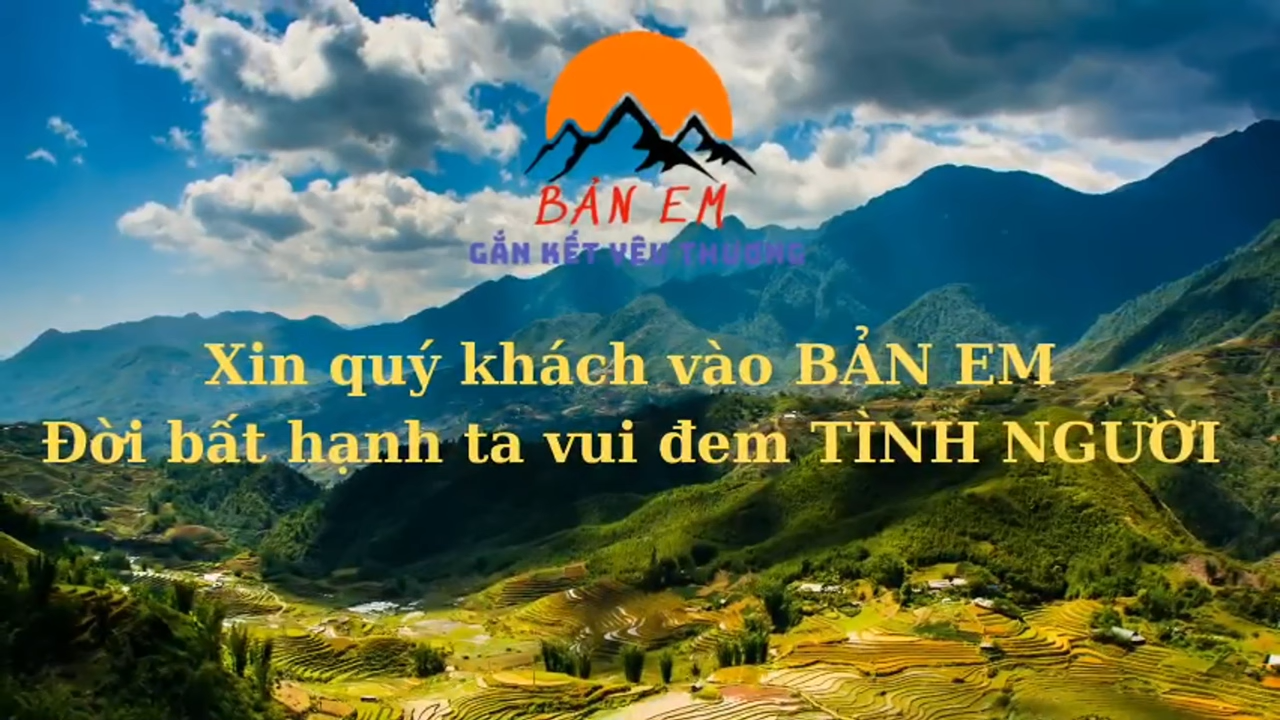 BẢN EM
GẮN KẾT YÊU THƯƠNG
Xin quý khách vào BẢN EM
Đời bất hạnh ta vui đem TÌNH NGƯỜI